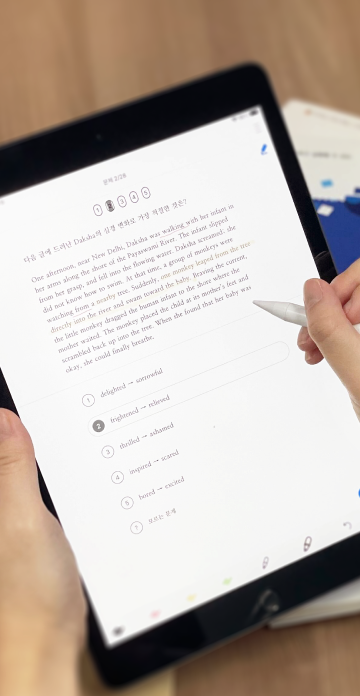 문제 2/28
1 2 3 4 5
다음 글에 드러난 Daksha의 심경 변화로 가장 적절한 것은?
One afternoon, near New Delhi, Daksha was walking with her infant in
her arms along the shore of the Payaswami River. The infant slipped
from her grasp, and fell into the flowing water. Daksha screamed; she
did not know how to swim. At that time, a group of monkeys were
watching from a nearby tree. Suddenly, one monkey leaped from the tree
directly into the river and swam toward the baby. Braving the current,
the little monkey dragged the human infant to the shore where the
mother waited. The monkey placed the child at its mother's feet and
scrambled back up into the tree. When she found that her baby was
okay, she could finally breathe.
1 delighted → sorrowful
2 frightened → relieved
3 thrilled → ashamed
4 inspired → scared
5 bored → excited
? 모르는 문제